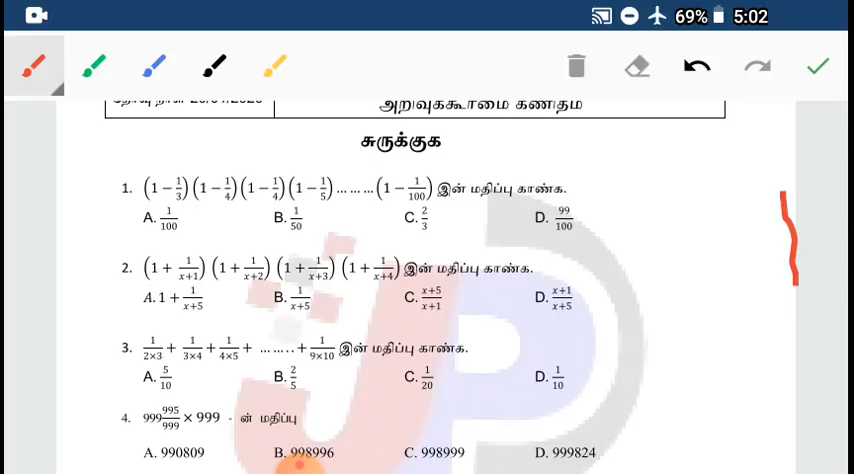 69% 5:02
அறிவுக்கூர்மை கணிதம்
சுருக்குக
1. (1 − 1/3) (1 − 1/4) (1 − 1/4) (1 − 1/5) ... ... ... (1 − 1/100) இன் மதிப்பு காண்க.
A. 1/100 B. 1/50 C. 2/3 D. 99/100
2. (1 + 1/x+1) (1 + 1/x+2) (1 + 1/x+3) (1 + 1/x+4) இன் மதிப்பு காண்க.
A. 1 + 1/x+5 B. 1/x+5 C. x+5/x+1 D. x+1/x+5
3. 1/2×3 + 1/3×4 + 1/4×5 + ... ... . . + 1/9×10 இன் மதிப்பு காண்க.
A. 5/10 B. 2/5 C. 1/20 D. 1/10
4. 999 995/999 × 999 - ன் மதிப்பு
A. 990809 B. 998996 C. 998999 D. 999824